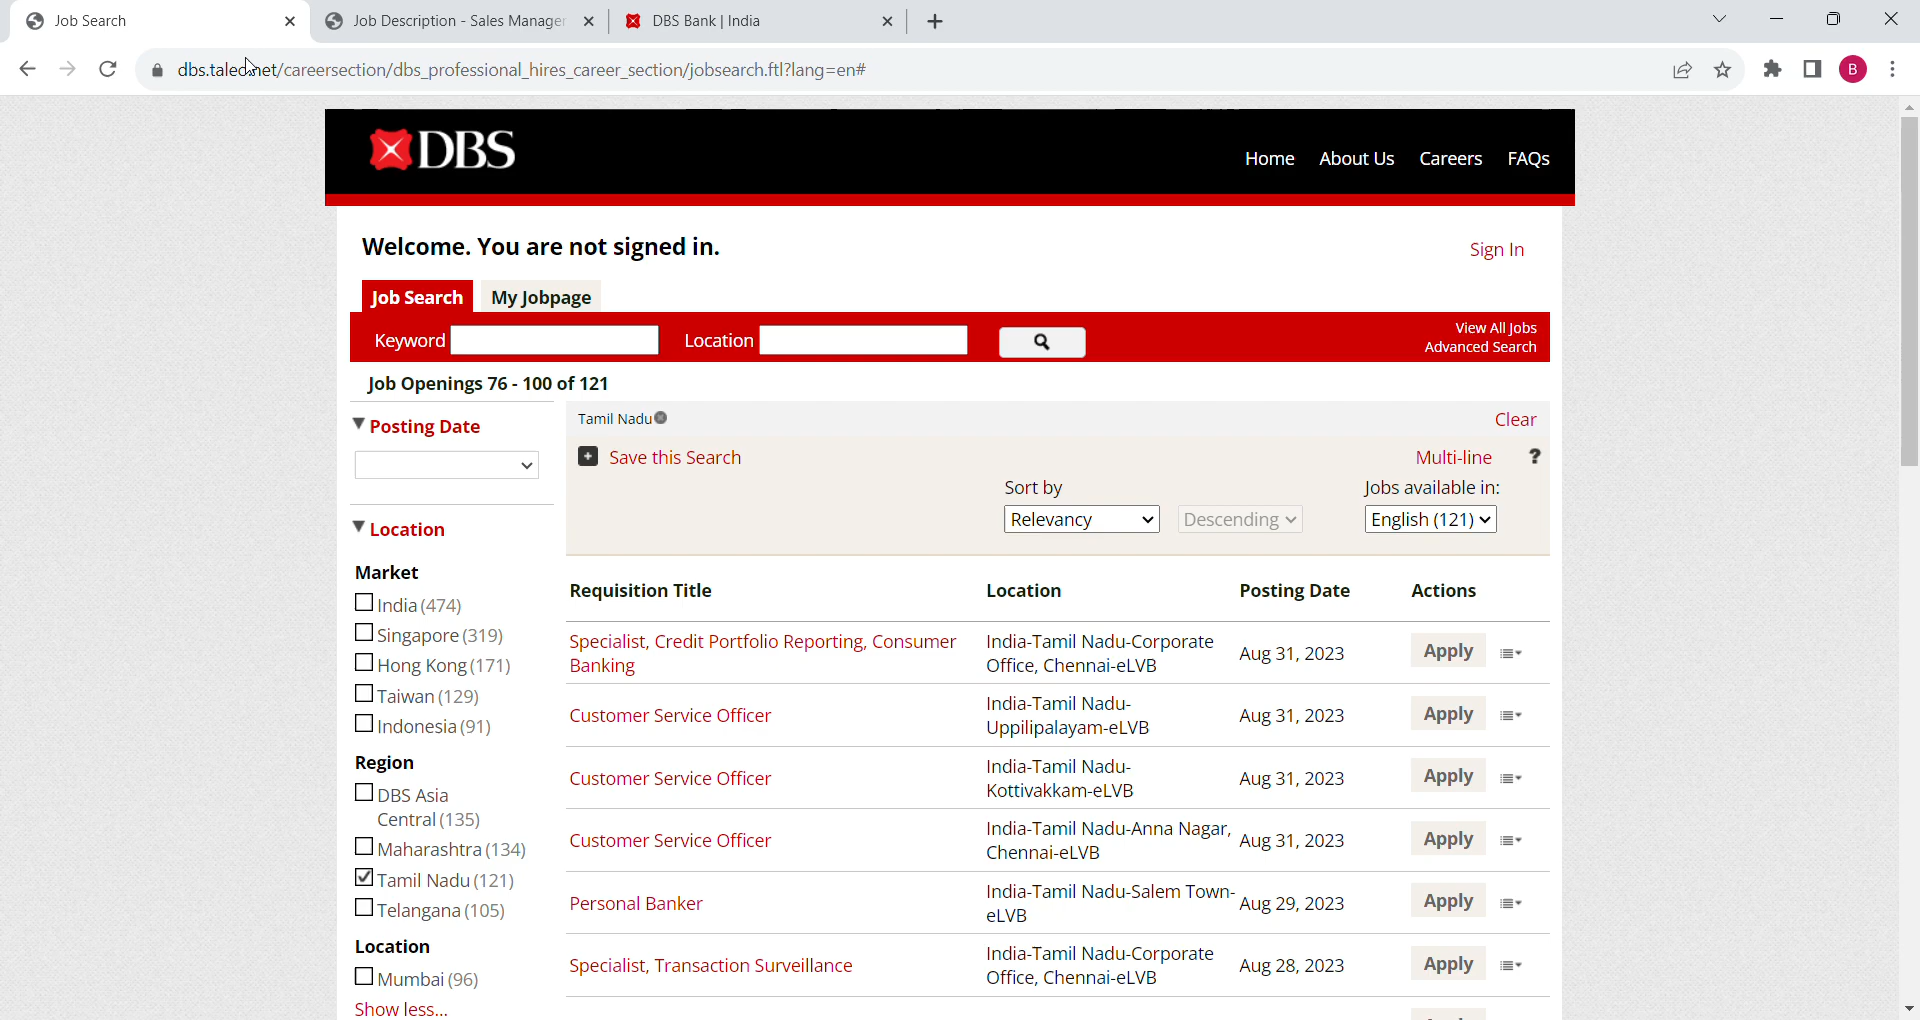 Job Search
Job Description - Sales Manager
DBS Bank | India
dbs.taleo.net/careersection/dbs_professional_hires_career_section/jobsearch.ftl?lang=en#
B
DBS
Home About Us Careers FAQs
Welcome. You are not signed in.
Sign In
Job Search My Jobpage
Keyword Location
View All Jobs
Advanced Search
Job Openings 76 - 100 of 121
Posting Date
Tamil Nadu
Clear
Save this Search
Multi-line ?
Sort by
Jobs available in:
Relevancy Descending English (121)
Location
Market
India (474)
Singapore (319)
Hong Kong (171)
Taiwan (129)
Indonesia (91)
Region
DBS Asia
Central (135)
Maharashtra (134)
Tamil Nadu (121)
Telangana (105)
Location
Mumbai (96)
Show less...
Requisition Title Location Posting Date Actions
Specialist, Credit Portfolio Reporting, Consumer
Banking
India-Tamil Nadu-Corporate
Office, Chennai-eLVB
Aug 31, 2023
Apply
Customer Service Officer
India-Tamil Nadu-
Uppilipalayam-eLVB
Aug 31, 2023
Apply
Customer Service Officer
India-Tamil Nadu-
Kottivakkam-eLVB
Aug 31, 2023
Apply
Customer Service Officer
India-Tamil Nadu-Anna Nagar,
Chennai-eLVB
Aug 31, 2023
Apply
Personal Banker
India-Tamil Nadu-Salem Town-
eLVB
Aug 29, 2023
Apply
Specialist, Transaction Surveillance
India-Tamil Nadu-Corporate
Office, Chennai-eLVB
Aug 28, 2023
Apply